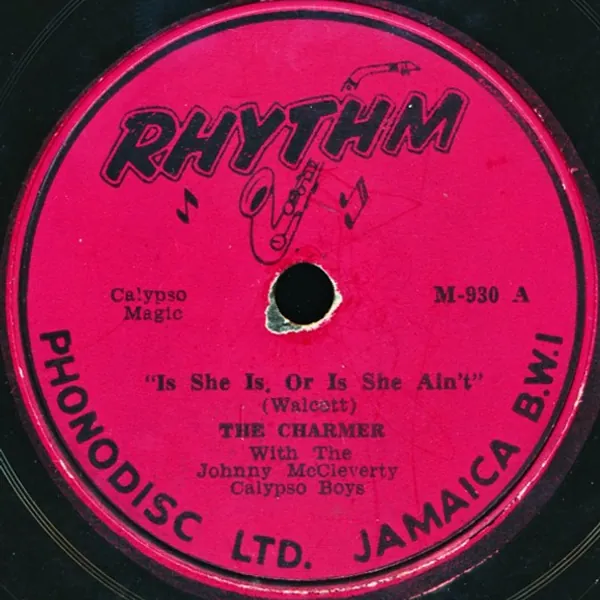 RHYTHM
Calypso
Magic
M-930 A
"Is She Is, Or Is She Ain't"
(Walcott)
THE CHARMER
With The
Johnny McCleverty
Calypso Boys
PHONODISC LTD. JAMAICA B.W.I